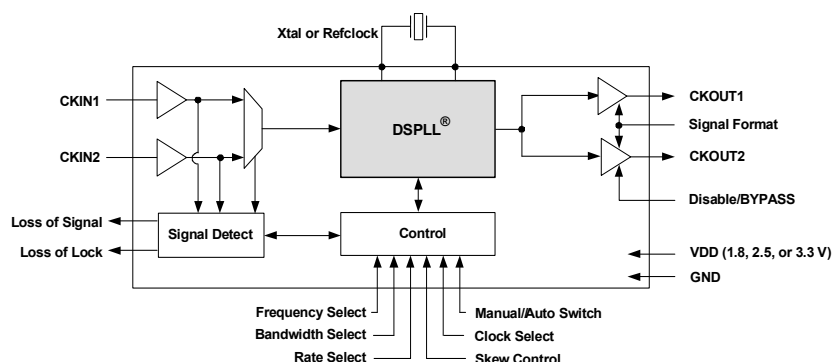 Xtal or Refclock
CKIN1
CKIN2
DSPLL®
CKOUT1
Signal Format
CKOUT2
Disable/BYPASS
Loss of Signal
Loss of Lock
Signal Detect
Control
VDD (1.8, 2.5, or 3.3 V)
GND
Frequency Select
Bandwidth Select
Rate Select
Manual/Auto Switch
Clock Select
Skew Control